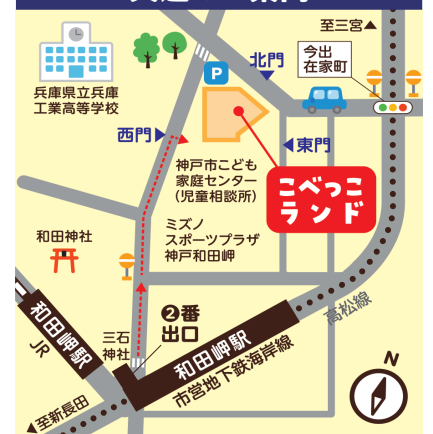 至三宮▲
今出
在家町
北門
P
兵庫県立兵庫
工業高等学校
西門
東門
神戸市こども
家庭センター
(児童相談所)
こべっこ
ランド
ミズノ
スポーツプラザ
神戸和田岬
和田神社
❷番
出口
三石
神社
高松線
和田岬駅
JR
和田岬駅
市営地下鉄海岸線
至新長田
N